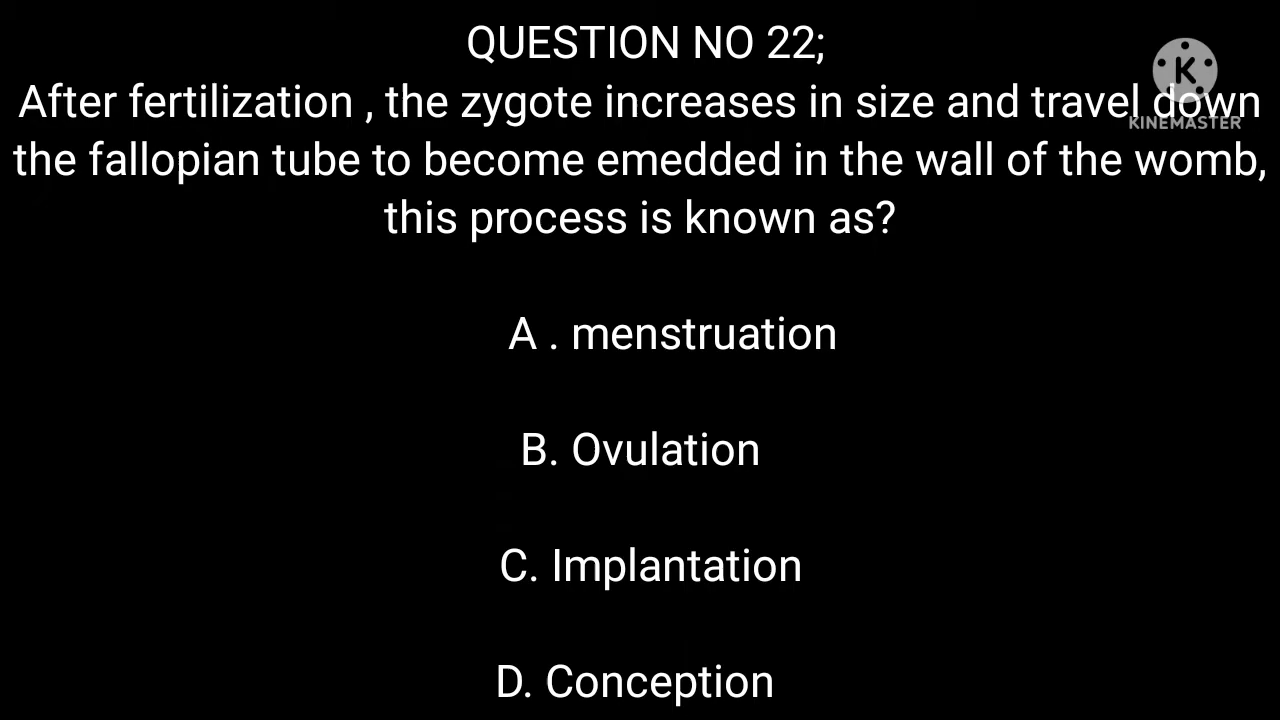 QUESTION NO 22;
After fertilization , the zygote increases in size and travel down
the fallopian tube to become emedded in the wall of the womb,
this process is known as?
A . menstruation
B. Ovulation
C. Implantation
D. Conception
K
KINEMASTER